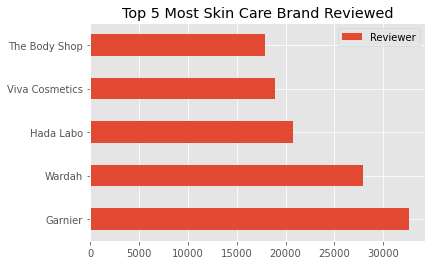 Top 5 Most Skin Care Brand Reviewed
Reviewer
The Body Shop
Viva Cosmetics
Hada Labo
Wardah
Garnier
0 5000 10000 15000 20000 25000 30000